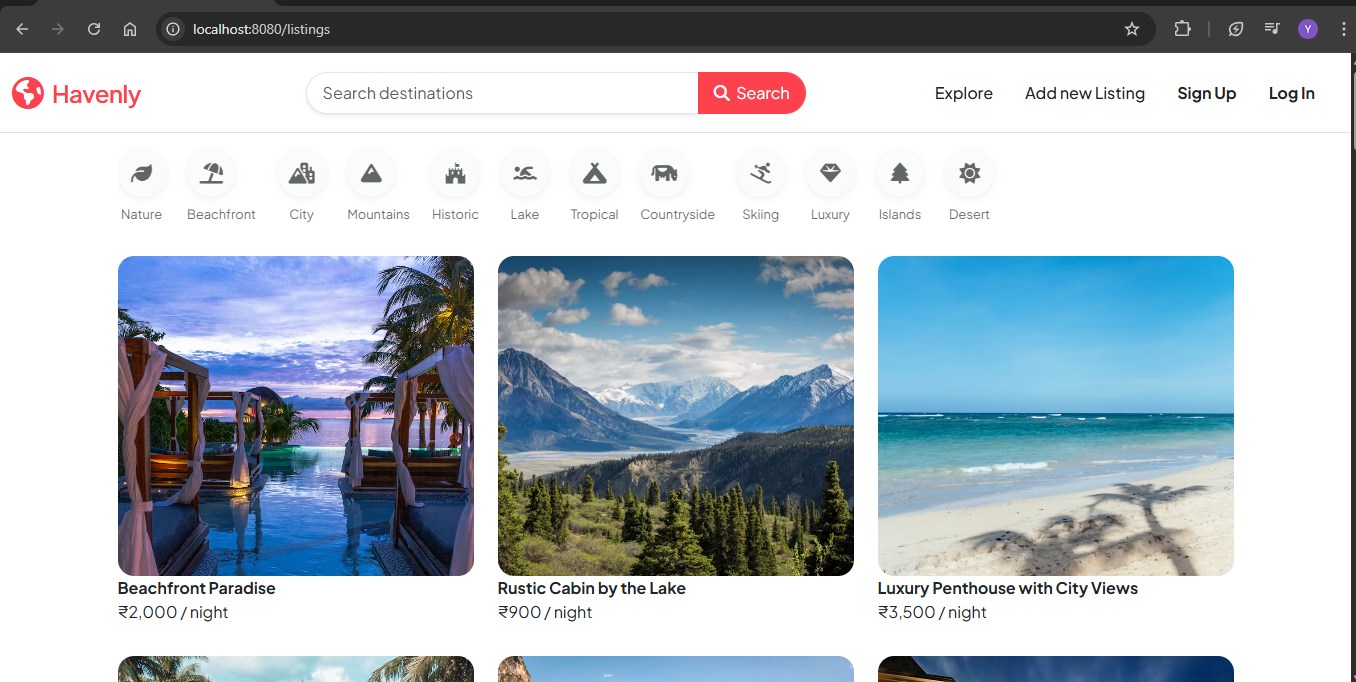 localhost:8080/listings
Y
Havenly
Search destinations
Search
Explore
Add new Listing
Sign Up
Log In
Nature
Beachfront
City
Mountains
Historic
Lake
Tropical
Countryside
Skiing
Luxury
Islands
Desert
Beachfront Paradise
₹2,000 / night
Rustic Cabin by the Lake
₹900 / night
Luxury Penthouse with City Views
₹3,500 / night